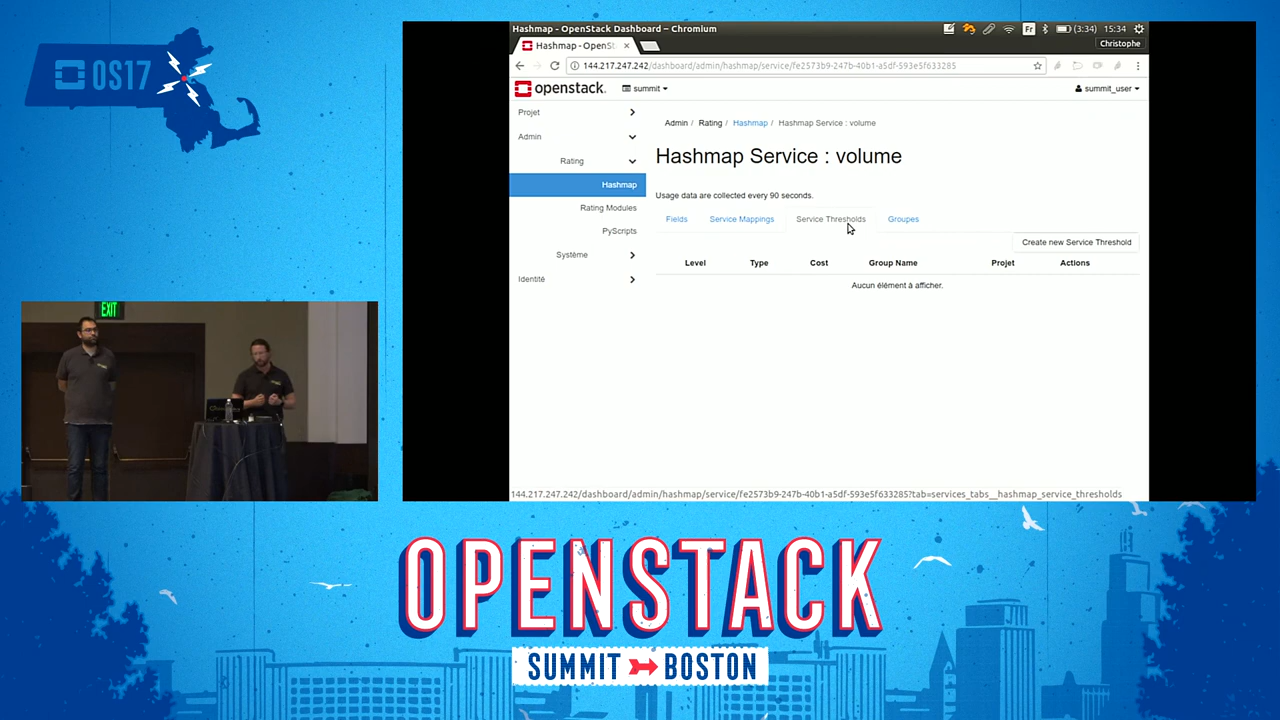 OS17
EXIT
Hashmap - OpenStack Dashboard – Chromium
Fr
(3:34)
15:34
Hashmap - OpenSt
Christophe
144.217.247.242/dashboard/admin/hashmap/service/fe2573b9-247b-40b1-a5df-593e5f633285
openstack.
summit
summit_user
Projet
Admin
Rating
Hashmap
Rating Modules
PyScripts
Système
Identité
Admin / Rating / Hashmap / Hashmap Service : volume
Hashmap Service : volume
Usage data are collected every 90 seconds.
Fields Service Mappings Service Thresholds Groupes
Create new Service Threshold
Level Type Cost Group Name Projet Actions
Aucun élément à afficher.
144.217.247.242/dashboard/admin/hashmap/service/fe2573b9-247b-40b1-a5df-593e5f633285?tab=services_tabs__hashmap_service_thresholds
OPENSTACK
SUMMIT BOSTON